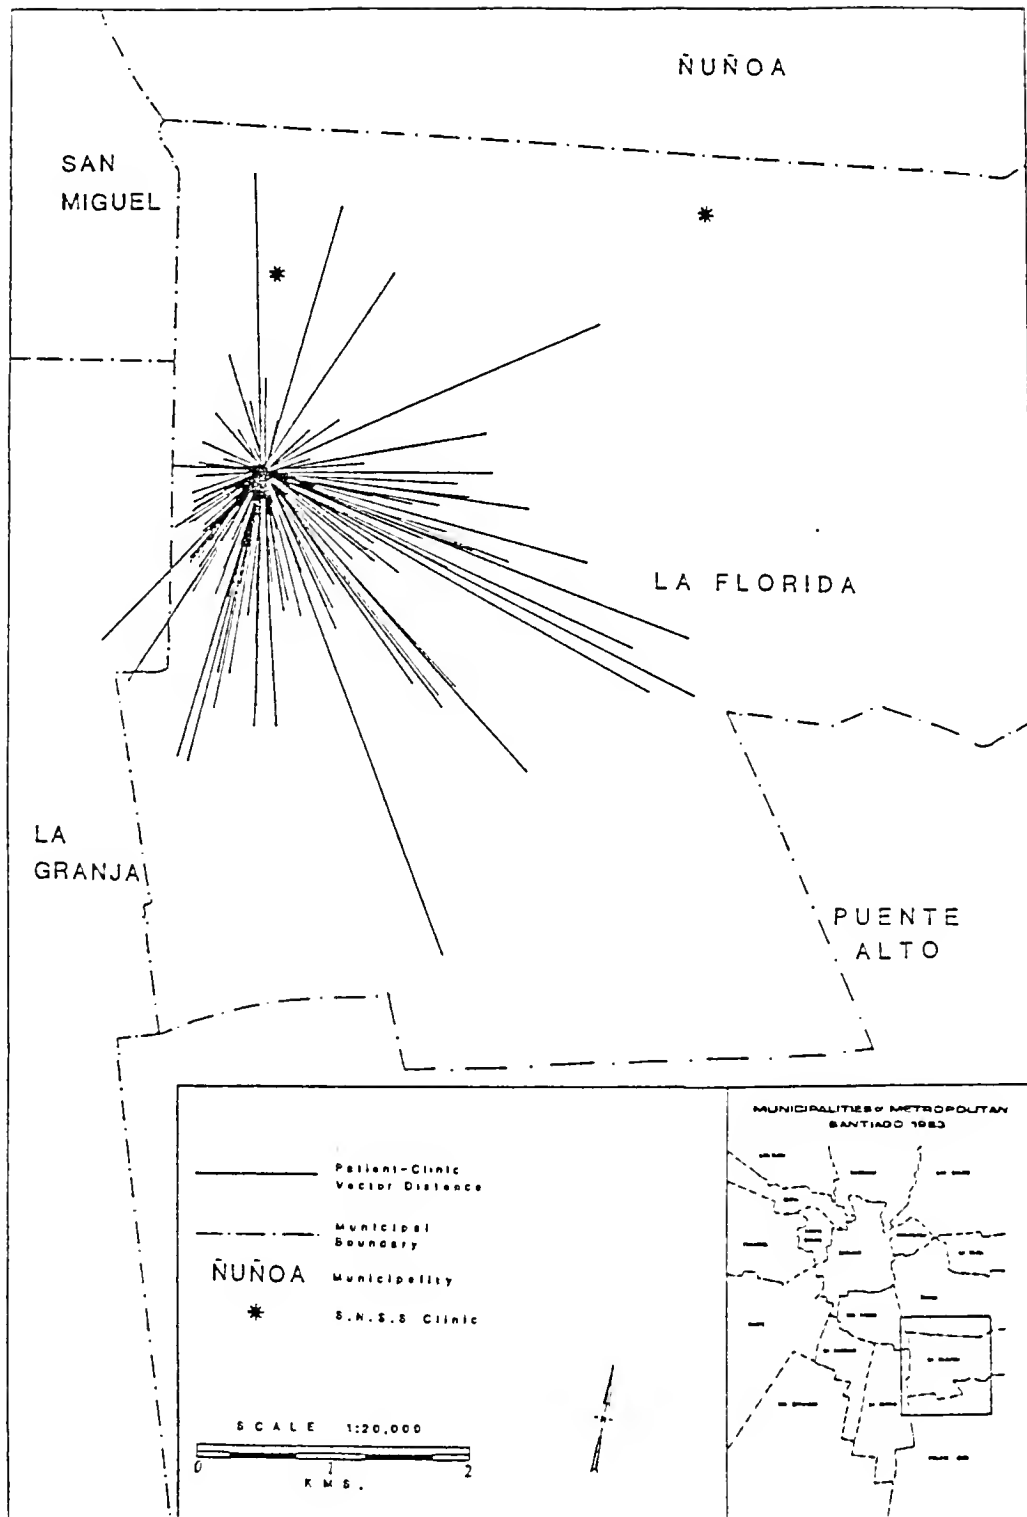 ÑUÑOA
SAN
MIGUEL
LA FLORIDA
LA
GRANJA
PUENTE
ALTO
Patient-Clinic
Vector Distance
Municipal
Boundary
ÑUÑOA Municipality
S.N.S.S Clinic
SCALE 1:20,000
0 1 2
KMS.
MUNICIPALITIES of METROPOLITAN
SANTIAGO 1983